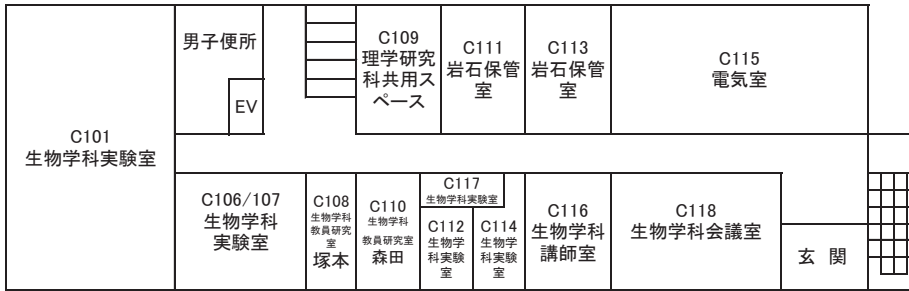 男子便所
EV
C109
理学研究
科共用ス
ペース
C111
岩石保管
室
C113
岩石保管
室
C115
電気室
C101
生物学科実験室
C106/107
生物学科
実験室
C108
生物学科
教員研究
室
塚本
C110
生物学科
教員研究室
森田
C117
生物学科実験室
C112
生物学
科実験
室
C114
生物学
科実験
室
C116
生物学科
講師室
C118
生物学科会議室
玄 関